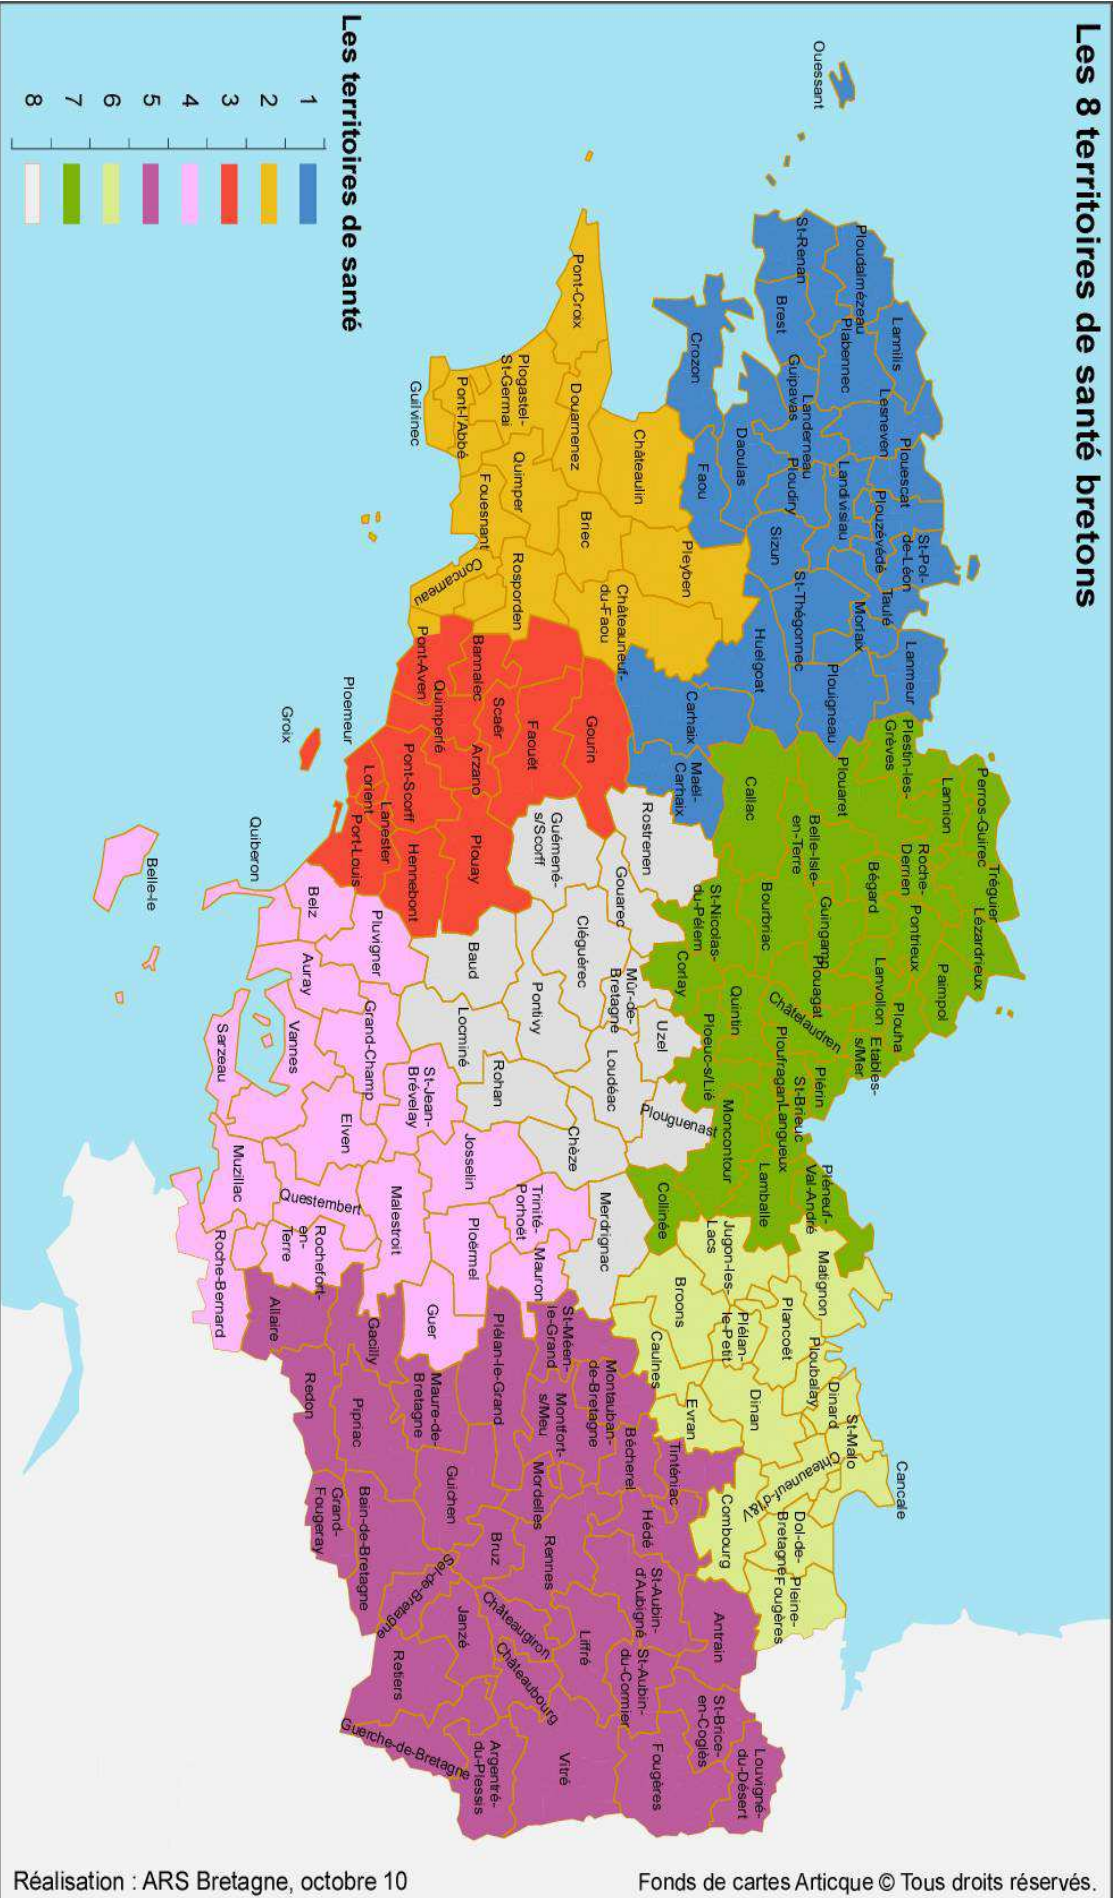 Les 8 territoires de santé bretons
Ouessant
Ploudalmézeau
Lannilis
St-Renan
Plabennec
Brest
Guipavas
Lesneven
Plouescat
Landerneau
Landivisiau
Plouzévédé
St-Pol-
de-Léon
Taulé
Morlaix
Lanmeur
Crozon
Daoulas
Ploudiry
Faou
Sizun
St-Thégonnec
Plouigneau
Huelgoat
Carhaix
Maël-
Carhaix
Pont-Croix
Douarnenez
Châteaulin
Pleyben
Plogastel-
St-Germai
Pont-l'Abbé
Guilvinec
Quimper
Fouesnant
Briec
Châteauneuf-
du-Faou
Rosporden
Concarneau
Pont-Aven
Bannalec
Scaër
Quimperlé
Arzano
Faouët
Gourin
Ploemeur
Groix
Pont-Scorff
Lorient
Lanester
Port-Louis
Hennebont
Plouay
Perros-Guirec
Tréguier
Lézardrieux
Lannion
Plestin-les-
Grèves
Roche-
Derrien
Pontrieux
Paimpol
Plouaret
Bégard
Lanvollon
Plouha
Belle-Isle-
en-Terre
Guingamp
Plouagat
Etables-
s/Mer
Callac
Bourbriac
Châtelaudren
Quintin
St-Nicolas-
du-Pélem
Corlay
Ploeuc-s/Lié
Plérin
St-Brieuc
Ploufragan
Langueux
Moncontour
Lamballe
Pléneuf-
Val-André
Collinée
Rostrenen
Gouarec
Guémené-
s/Scorff
Mûr-de-
Bretagne
Uzel
Cléguérec
Loudéac
Plouguenast
Pontivy
Baud
Locminé
Rohan
Chèze
Merdrignac
Belle-Ie
Quiberon
Belz
Pluvigner
Auray
Grand-Champ
Vannes
Sarzeau
St-Jean-
Brévelay
Elven
Josselin
Trinité-
Porhoët
Mauron
Muzillac
Questembert
Malestroit
Ploërmel
Rochefort-
en-
Terre
Roche-Bernard
Guer
Matignon
Jugon-les-
Lacs
Plancoët
Ploubalay
Dinard
St-Malo
Cancale
Broons
Plélan-
le-Petit
Dinan
Caulnes
Evran
Chteauneuf-d'I&V
Dol-de-
Bretagne
Pleine-
Fougères
Combourg
Allaire
Gacilly
Redon
Pipriac
Plélan-le-Grand
St-Méen-
le-Grand
Montfort-
s/Meu
Montauban-
de-Bretagne
Bécherel
Tinténiac
Hédé
Maure-de-
Bretagne
Guichen
Mordelles
Rennes
Bruz
Grand-
Fougeray
Bain-de-Bretagne
Sel-de-Bretagne
Janzé
Châteaugiron
Châteaubourg
Liffré
St-Aubin-
d'Aubigné
St-Aubin-
du-Cormier
Antrain
St-Brice-
en-Coglès
Louvigné-
du-Désert
Fougères
Vitré
Retiers
Argentré-
du-Plessis
Guerche-de-Bretagne
Les territoires de santé
1
2
3
4
5
6
7
8
Réalisation : ARS Bretagne, octobre 10
Fonds de cartes Articque © Tous droits réservés.